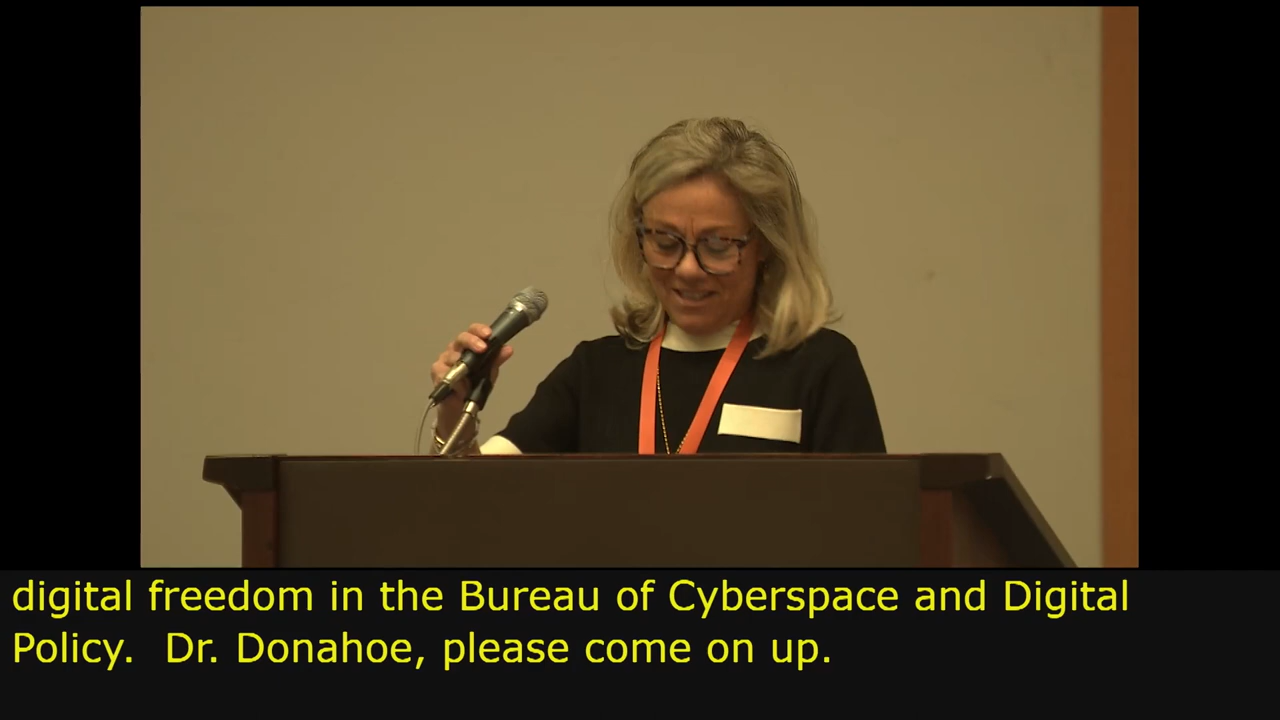 digital freedom in the Bureau of Cyberspace and Digital
Policy.  Dr. Donahoe, please come on up.